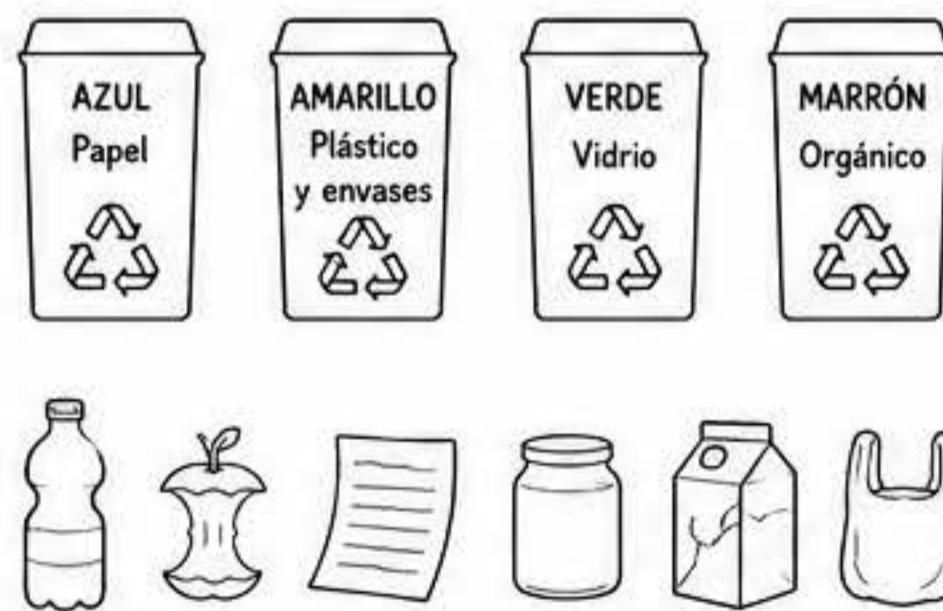 AZUL
Papel
AMARILLO
Plástico
y envases
VERDE
Vidrio
MARRÓN
Orgánico